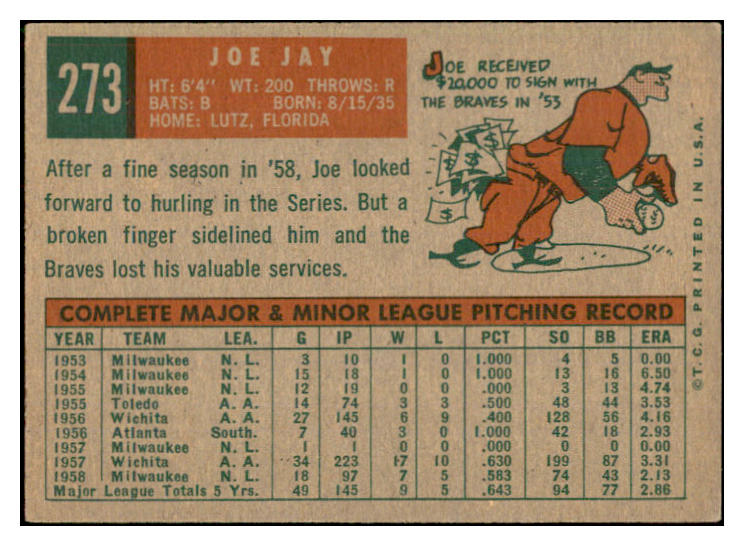 273
JOE JAY
HT: 6'4" WT: 200 THROWS: R
BATS: B BORN: 8/15/35
HOME: LUTZ, FLORIDA
JOE RECEIVED
$20,000 TO SIGN WITH
THE BRAVES IN '53
After a fine season in '58, Joe looked
forward to hurling in the Series. But a
broken finger sidelined him and the
Braves lost his valuable services.
COMPLETE MAJOR & MINOR LEAGUE PITCHING RECORD
YEAR TEAM LEA. G IP W L PCT SO BB ERA
1953 Milwaukee N. L. 3 10 1 0 1.000 4 5 0.00
1954 Milwaukee N. L. 15 18 1 0 1.000 13 16 6.50
1955 Milwaukee N. L. 12 19 0 0 .000 3 13 4.74
1955 Toledo A. A. 14 74 3 3 .500 48 44 3.53
1956 Wichita A. A. 27 145 6 9 .400 128 56 4.16
1956 Atlanta South. 7 40 3 0 1.000 42 18 2.93
1957 Milwaukee N. L. 1 1 0 0 .000 0 0 0.00
1957 Wichita A. A. 34 223 17 10 .630 199 87 3.31
1958 Milwaukee N. L. 18 97 7 5 .583 74 43 2.13
Major League Totals 5 Yrs. 49 145 9 5 .643 94 77 2.86
©T.C.G. PRINTED IN U.S.A.